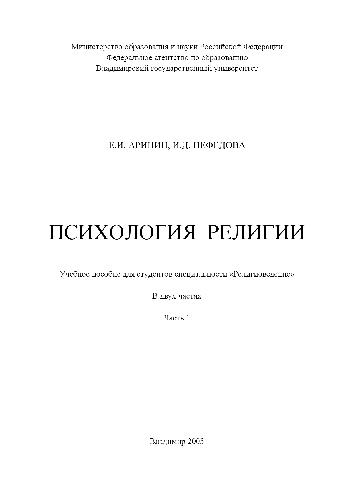 Министерство образования и науки Российской Федерации
Федеральное агентство по образованию
Владимирский государственный университет
Е.И. АРИНИН, И.Д. НЕФЕДОВА
ПСИХОЛОГИЯ РЕЛИГИИ
Учебное пособие для студентов специальности «Религиоведение»
В двух частях
Часть 1
Владимир 2005